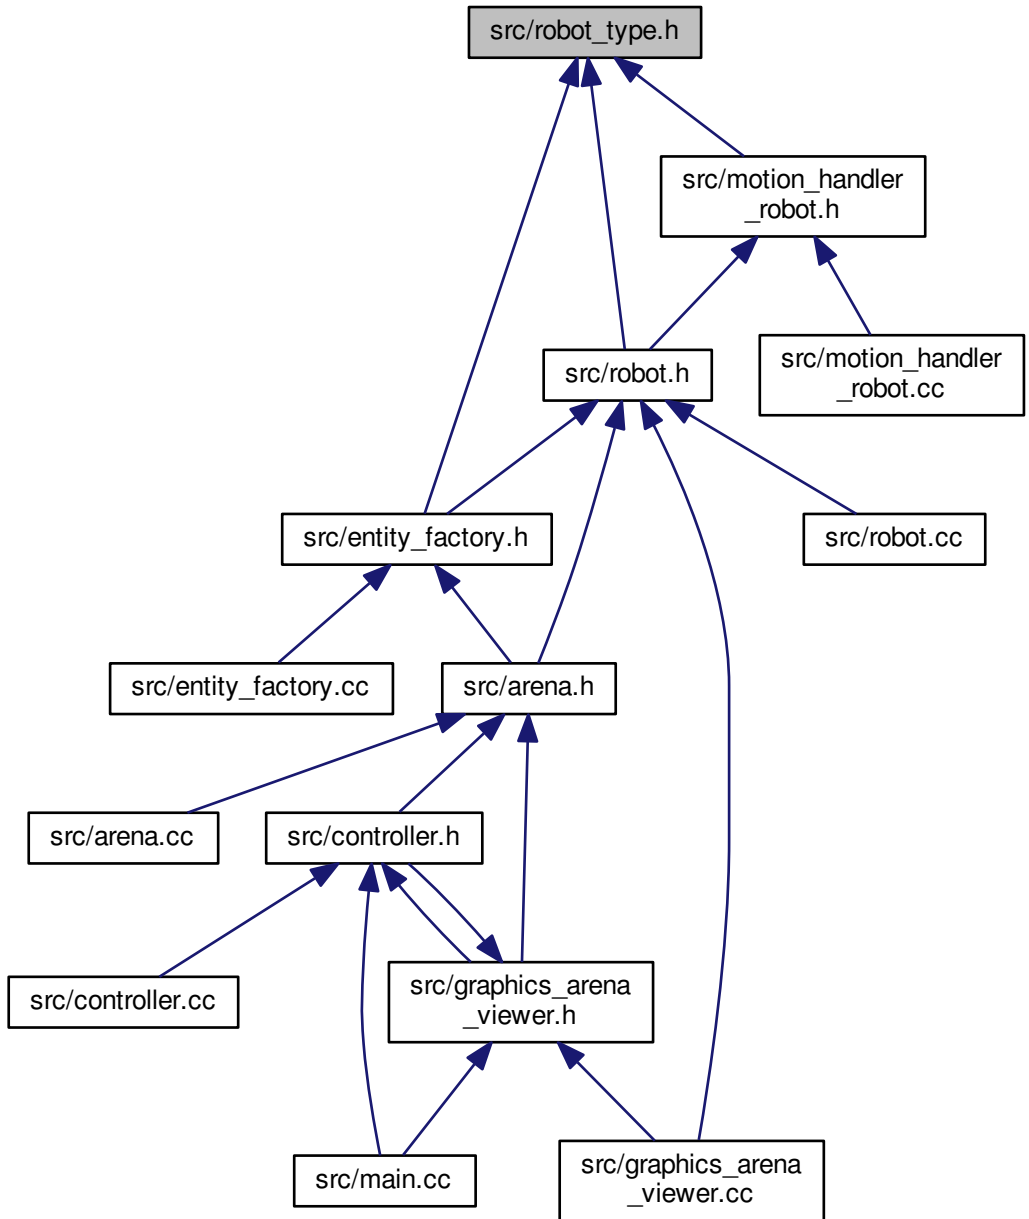 src/robot_type.h
src/motion_handler
_robot.h
src/robot.h
src/motion_handler
_robot.cc
src/entity_factory.h
src/robot.cc
src/entity_factory.cc
src/arena.h
src/arena.cc
src/controller.h
src/controller.cc
src/graphics_arena
_viewer.h
src/main.cc
src/graphics_arena
_viewer.cc